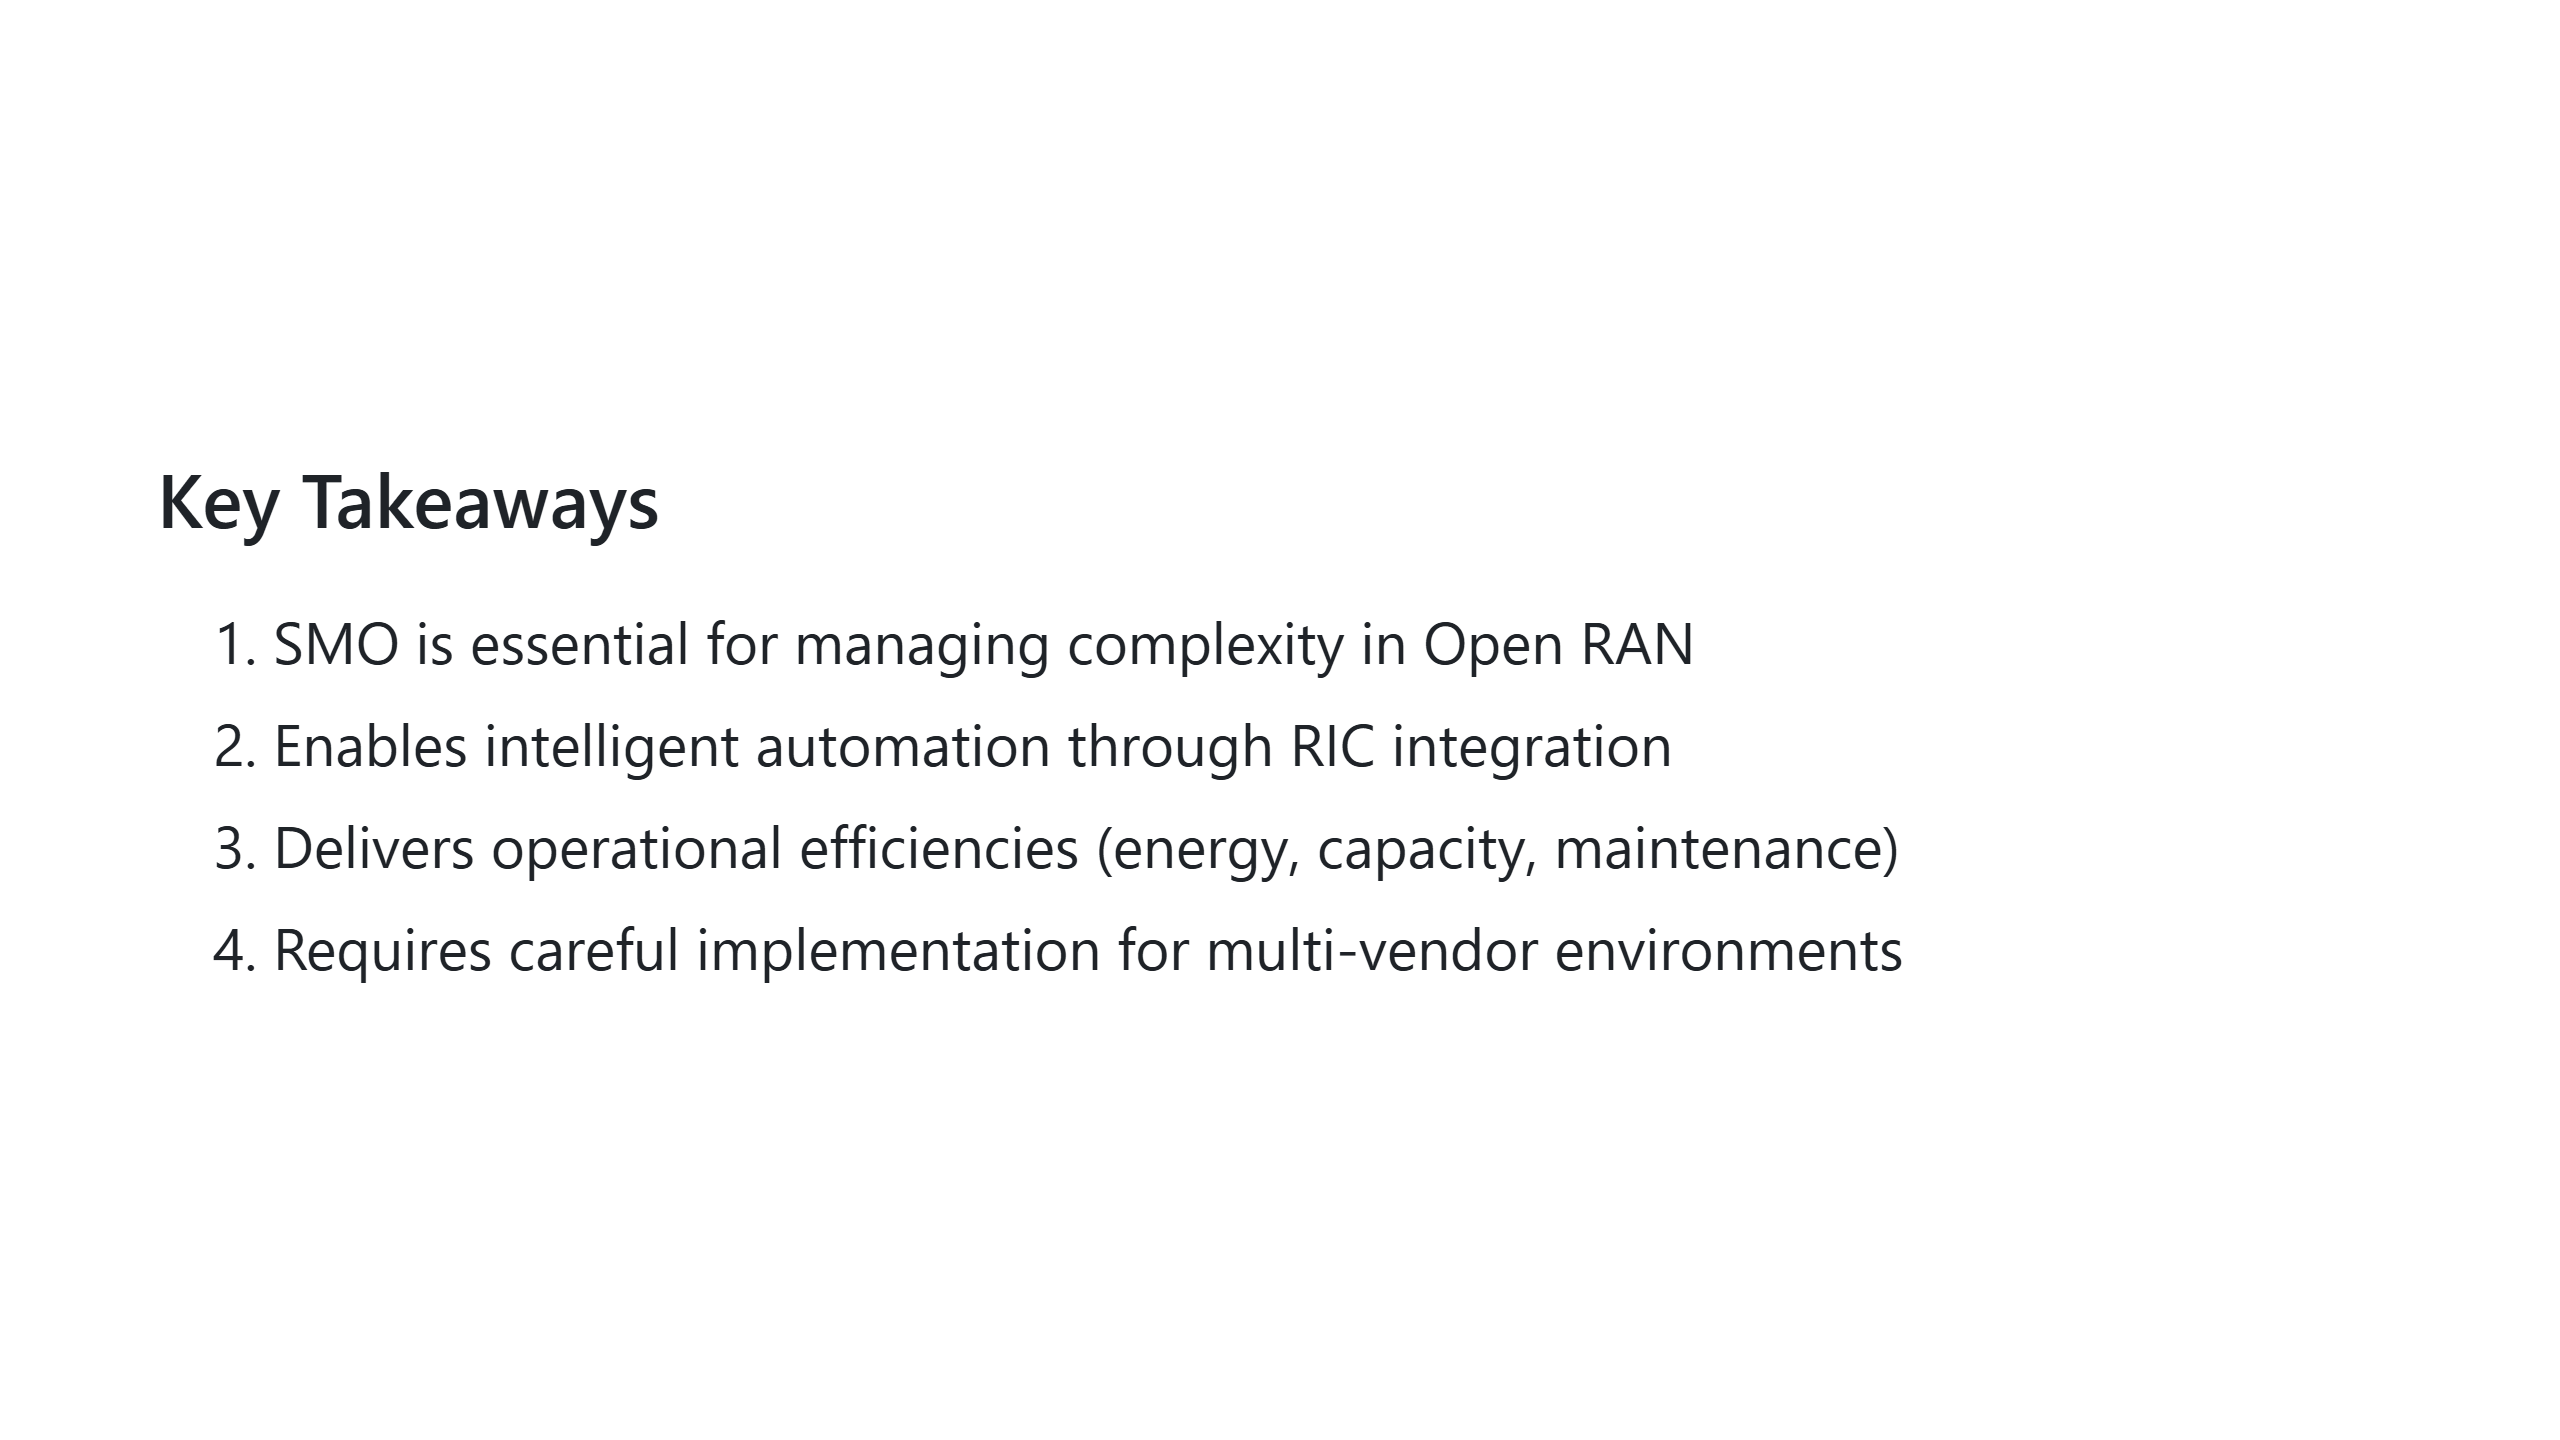 Key Takeaways
1. SMO is essential for managing complexity in Open RAN
2. Enables intelligent automation through RIC integration
3. Delivers operational efficiencies (energy, capacity, maintenance)
4. Requires careful implementation for multi-vendor environments